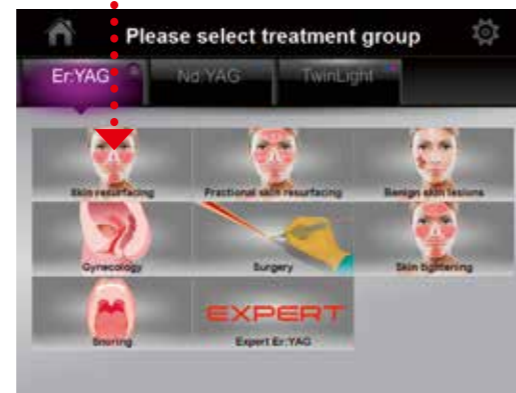 Please select treatment group
Er:YAG Nd:YAG TwinLight
Skin resurfacing Fractional skin resurfacing Benign skin lesions
Gynecology Surgery Skin tightening
Snoring EXPERT
Expert Er:YAG